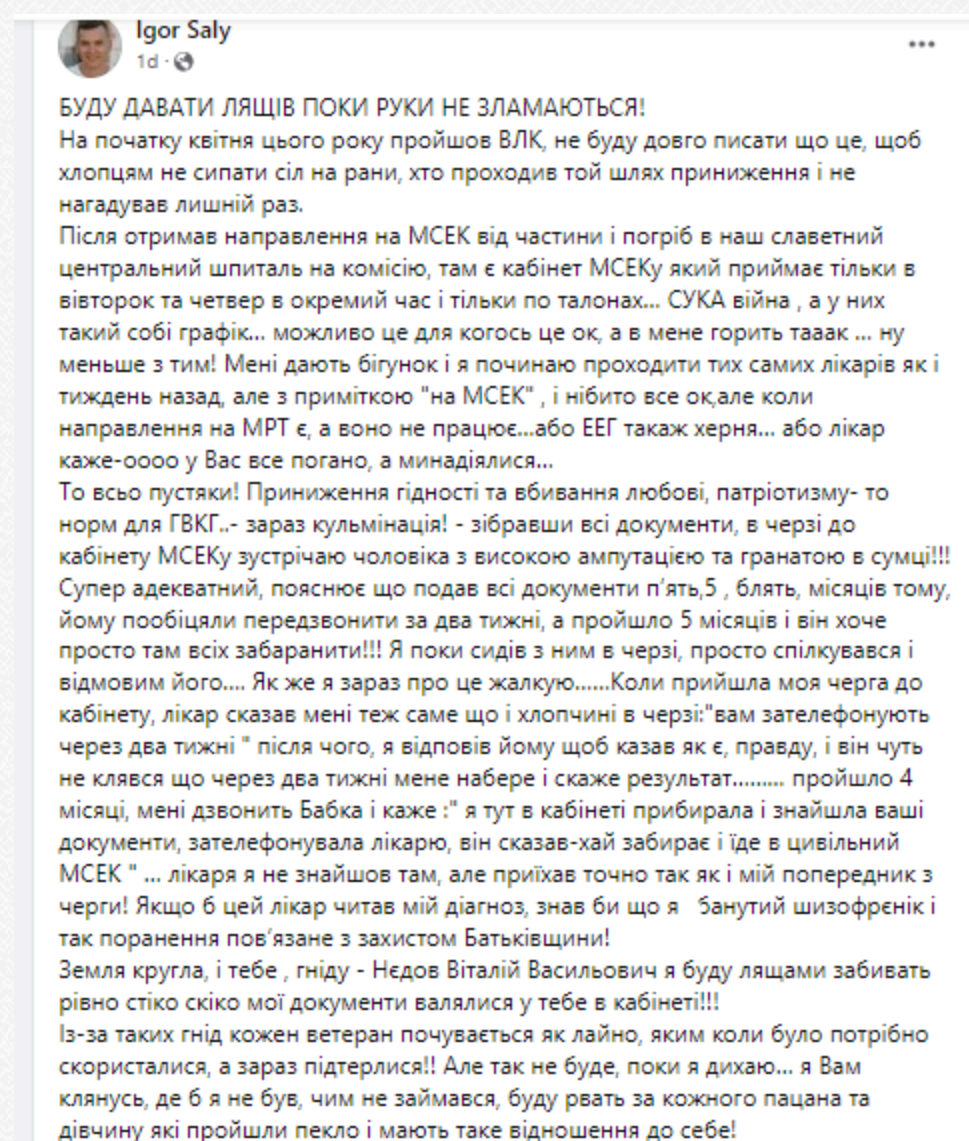 Igor Saly
1d ·
БУДУ ДАВАТИ ЛЯЩІВ ПОКИ РУКИ НЕ ЗЛАМАЮТЬСЯ!
На початку квітня цього року пройшов ВЛК, не буду довго писати що це, щоб
хлопцям не сипати сіл на рани, хто проходив той шлях приниження і не
нагадував лишній раз.
Після отримав направлення на МСЕК від частини і погріб в наш славетний
центральний шпиталь на комісію, там є кабінет МСЕКу який приймає тільки в
вівторок та четвер в окремий час і тільки по талонах... СУКА війна , а у них
такий собі графік... можливо це для когось це ок, а в мене горить тааак ... ну
меньше з тим! Мені дають бігунок і я починаю проходити тих самих лікарів як і
тиждень назад, але з приміткою "на МСЕК" , і нібито все ок,але коли
направлення на МРТ є, а воно не працює...або ЕЕГ такаж херня... або лікар
каже-оооо у Вас все погано, а минадіялися...
То всьо пустяки! Приниження гідності та вбивання любові, патріотизму- то
норм для ГВКГ..- зараз кульмінація! - зібравши всі документи, в черзі до
кабінету МСЕКу зустрічаю чоловіка з високою ампутацією та гранатою в сумці!!!
Супер адекватний, пояснює що подав всі документи п'ять,5 , блять, місяців тому,
йому пообіцяли передзвонити за два тижні, а пройшло 5 місяців і він хоче
просто там всіх забаранити!!! Я поки сидів з ним в черзі, просто спілкувався і
відмовим його.... Як же я зараз про це жалкую......Коли прийшла моя черга до
кабінету, лікар сказав мені теж саме що і хлопчині в черзі:"вам зателефонують
через два тижні " після чого, я відповів йому щоб казав як є, правду, і він чуть
не клявся що через два тижні мене набере і скаже результат......... пройшло 4
місяці, мені дзвонить Бабка і каже :" я тут в кабінеті прибирала і знайшла ваші
документи, зателефонувала лікарю, він сказав-хай забирає і їде в цивільний
МСЕК " ... лікаря я не знайшов там, але приїхав точно так як і мій попередник з
черги! Якщо б цей лікар читав мій діагноз, знав би що я банутий шизофрєнік і
так поранення пов'язане з захистом Батьківщини!
Земля кругла, і тебе , гніду - Нєдов Віталій Васильович я буду лящами забивать
рівно стіко скіко мої документи валялися у тебе в кабінеті!!!
Із-за таких гнід кожен ветеран почувається як лайно, яким коли було потрібно
скористалися, а зараз підтерлися!! Але так не буде, поки я дихаю... я Вам
клянусь, де б я не був, чим не займався, буду рвать за кожного пацана та
дівчину які пройшли пекло і мають таке відношення до себе!